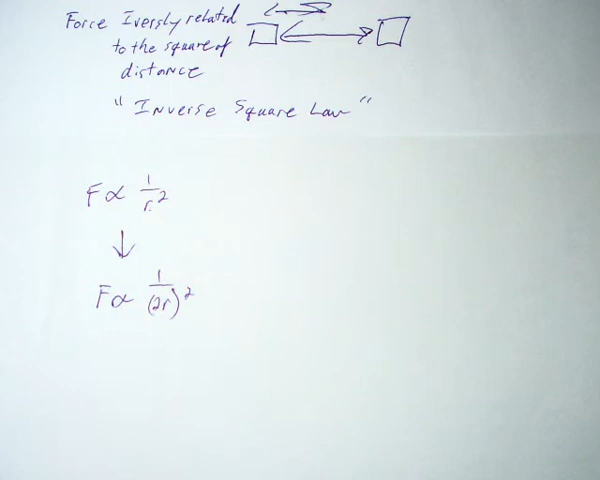 Force Iversly related
to the square of
distance
"Inverse Square Law"
F ∝ 1/r²
↓
F ∝ 1/(2r)²